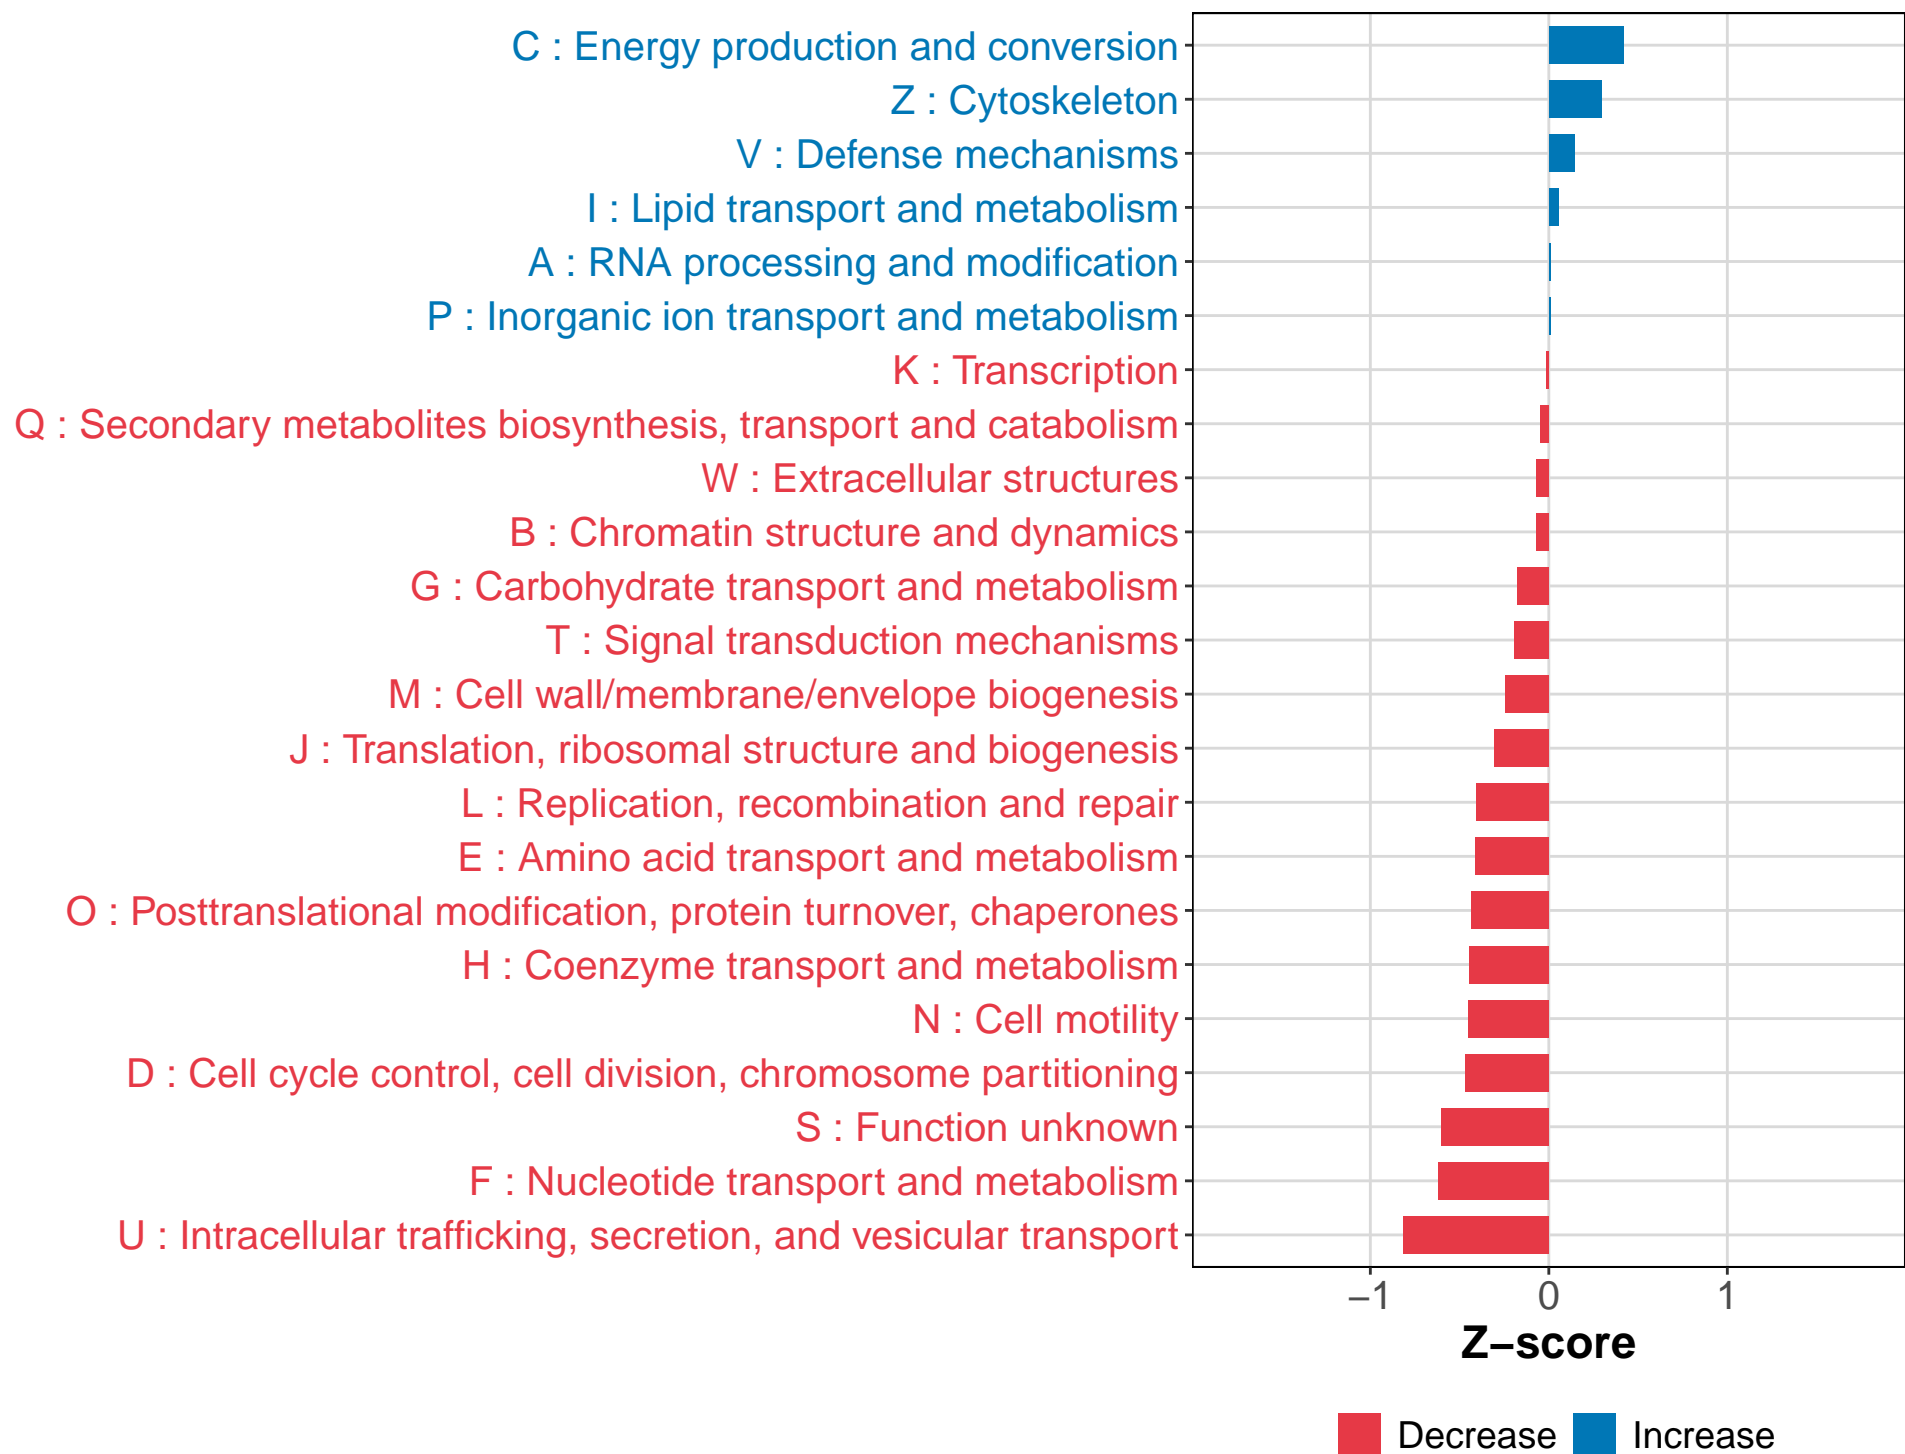 C : Energy production and conversion
Z : Cytoskeleton
V : Defense mechanisms
I : Lipid transport and metabolism
A : RNA processing and modification
P : Inorganic ion transport and metabolism
K : Transcription
Q : Secondary metabolites biosynthesis, transport and catabolism
W : Extracellular structures
B : Chromatin structure and dynamics
G : Carbohydrate transport and metabolism
T : Signal transduction mechanisms
M : Cell wall/membrane/envelope biogenesis
J : Translation, ribosomal structure and biogenesis
L : Replication, recombination and repair
E : Amino acid transport and metabolism
O : Posttranslational modification, protein turnover, chaperones
H : Coenzyme transport and metabolism
N : Cell motility
D : Cell cycle control, cell division, chromosome partitioning
S : Function unknown
F : Nucleotide transport and metabolism
U : Intracellular trafficking, secretion, and vesicular transport
−1 0 1
Z−score
Decrease Increase